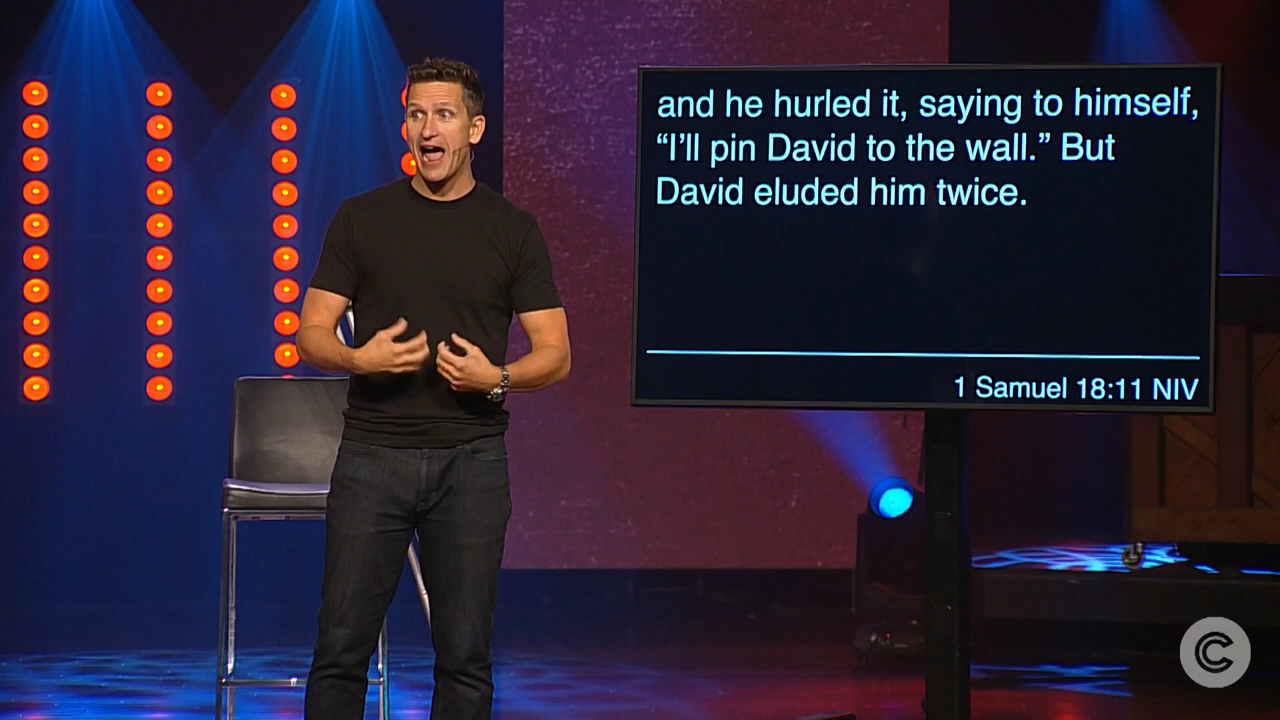 and he hurled it, saying to himself,
“I’ll pin David to the wall.” But
David eluded him twice.
1 Samuel 18:11 NIV
C